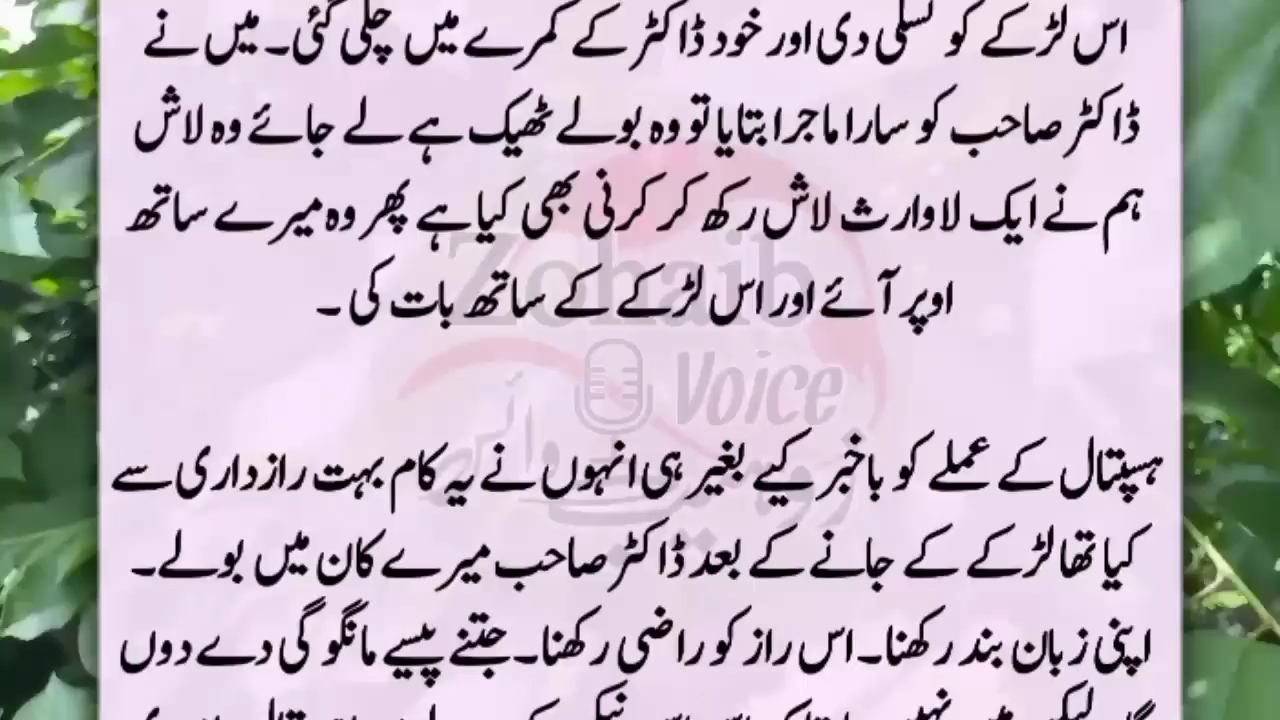 اس لڑکے کو تسلی دی اور خود ڈاکٹر کے کمرے میں چلی گئی۔ میں نے
ڈاکٹر صاحب کو سارا ماجرا بتایا تو وہ بولے ٹھیک ہے لے جائے وہ لاش
ہم نے ایک لاوارث لاش رکھ کر کرنی بھی کیا ہے پھر وہ میرے ساتھ
اوپر آئے اور اس لڑکے کے ساتھ بات کی ۔
Zohaib
Voice
ہسپتال کے عملے کو باخبر کیے بغیر ہی انہوں نے یہ کام بہت رازداری سے
کیا تھا لڑکے کے جانے کے بعد ڈاکٹر صاحب میرے کان میں بولے۔
اپنی زبان بند رکھنا۔ اس راز کو راضی رکھنا۔ جتنے پیسے مانگو گی دے دوں